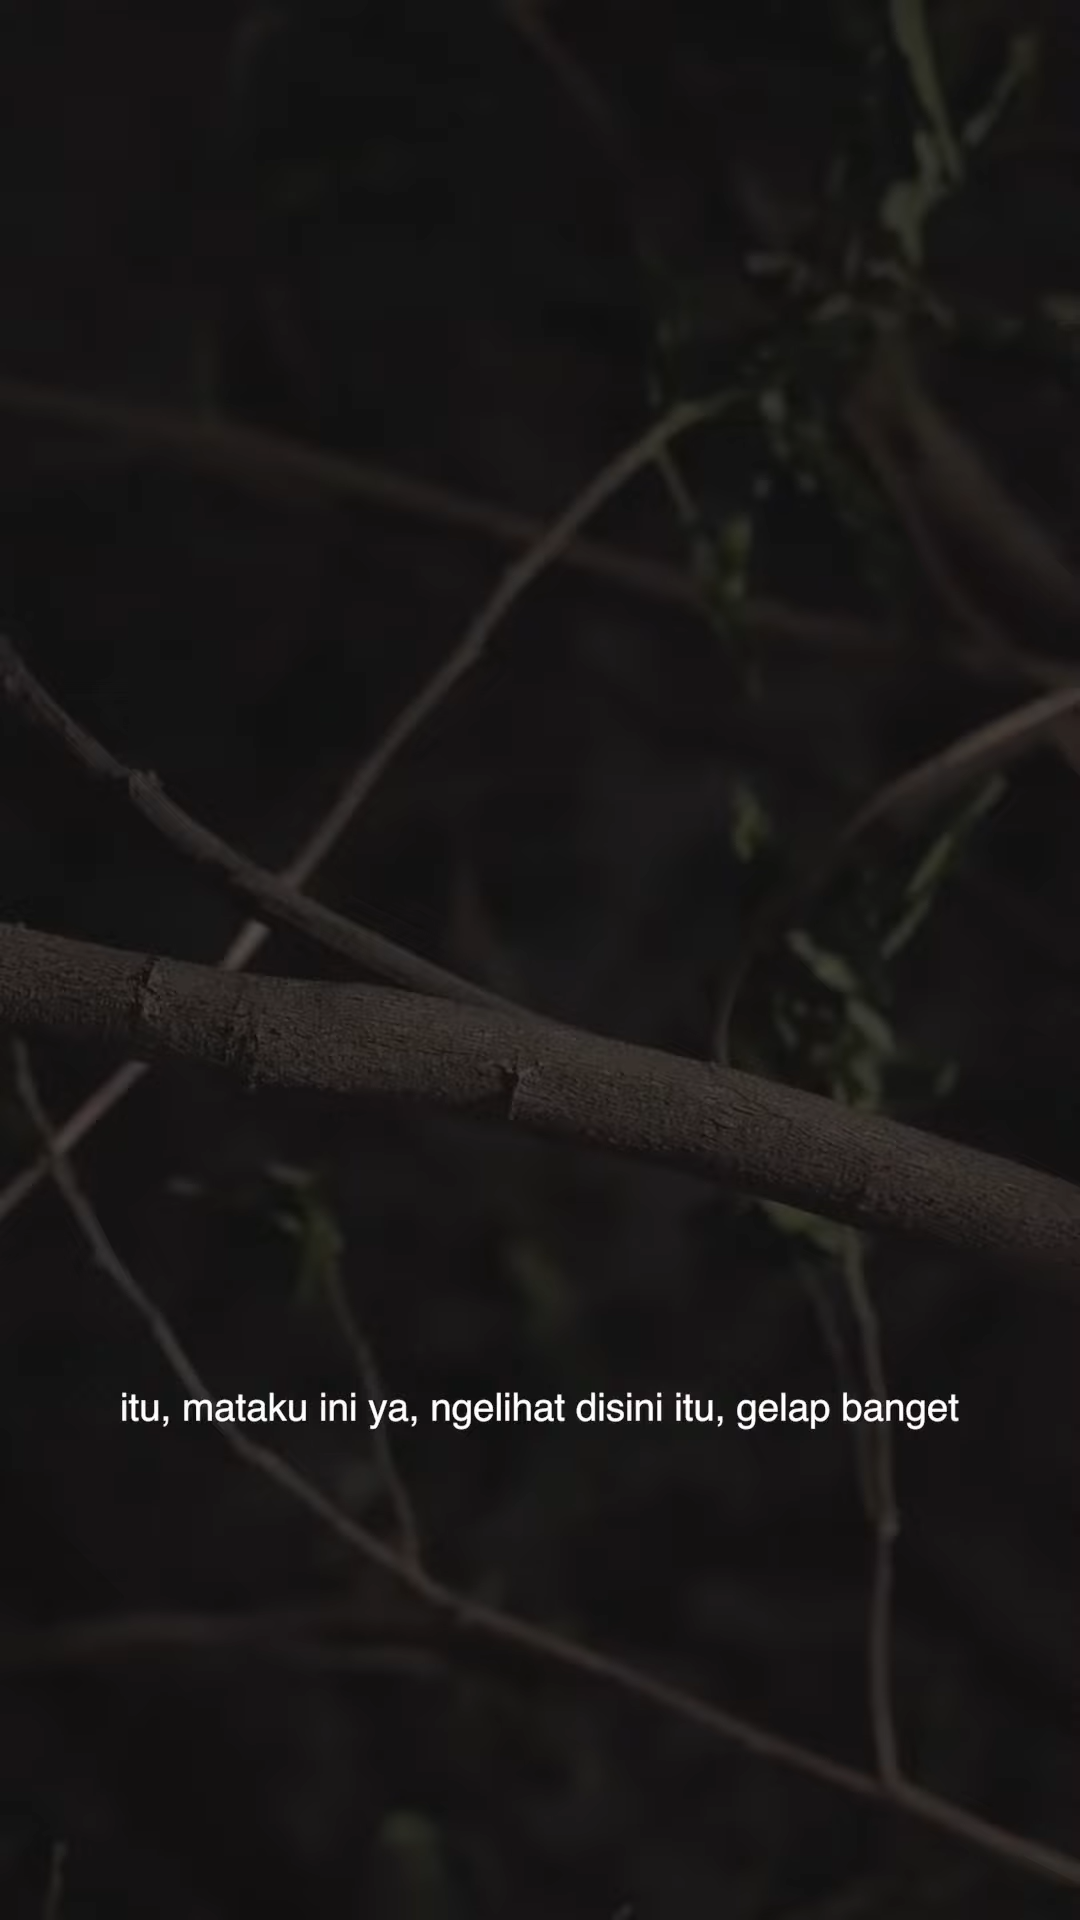 itu, mataku ini ya, ngelihat disini itu, gelap banget